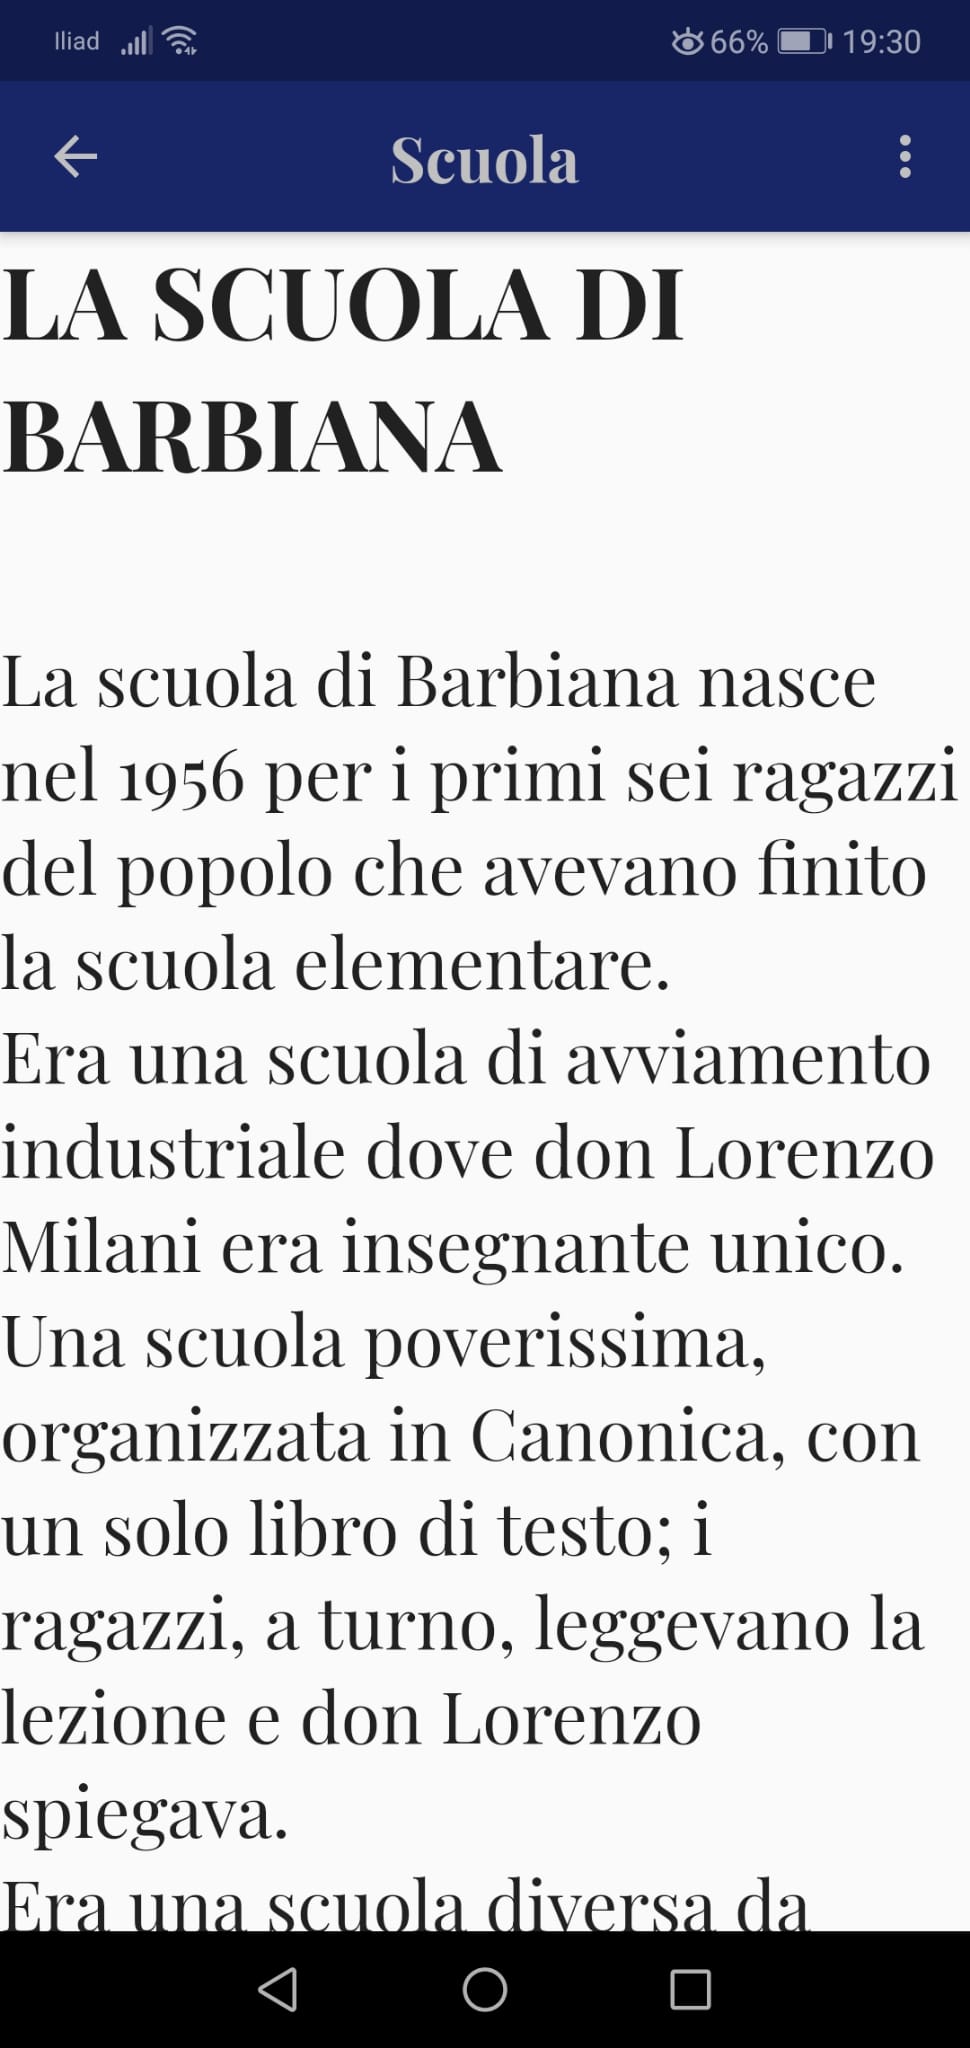 Iliad
66%
19:30
Scuola
LA SCUOLA DI
BARBIANA
La scuola di Barbiana nasce
nel 1956 per i primi sei ragazzi
del popolo che avevano finito
la scuola elementare.
Era una scuola di avviamento
industriale dove don Lorenzo
Milani era insegnante unico.
Una scuola poverissima,
organizzata in Canonica, con
un solo libro di testo; i
ragazzi, a turno, leggevano la
lezione e don Lorenzo
spiegava.
Era una scuola diversa da